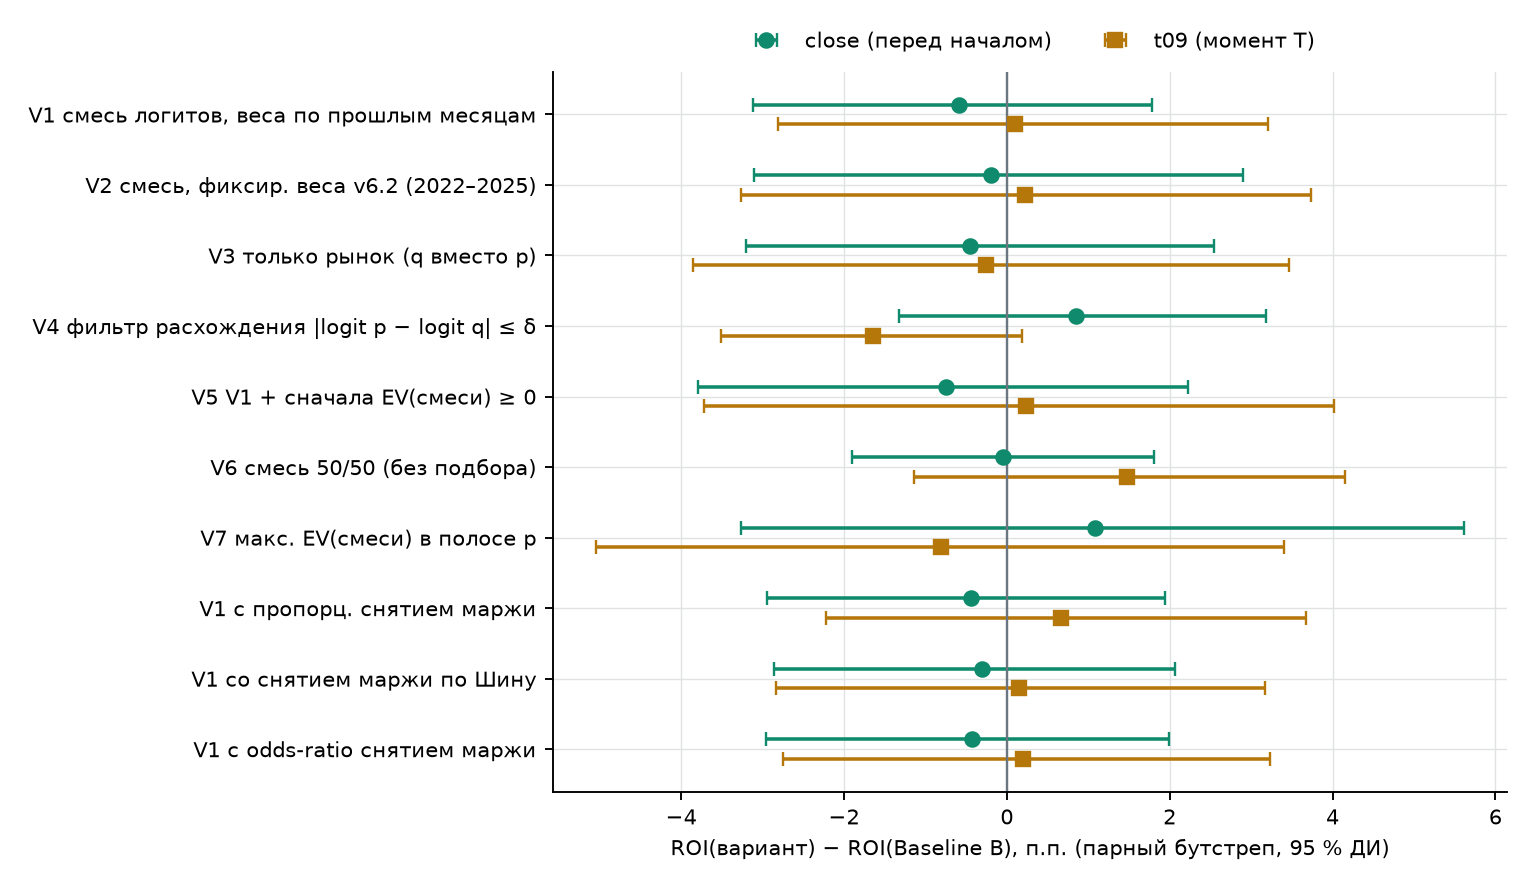 close (перед началом)
t09 (момент T)
V1 смесь логитов, веса по прошлым месяцам
V2 смесь, фиксир. веса v6.2 (2022–2025)
V3 только рынок (q вместо p)
V4 фильтр расхождения |logit p − logit q| ≤ δ
V5 V1 + сначала EV(смеси) ≥ 0
V6 смесь 50/50 (без подбора)
V7 макс. EV(смеси) в полосе p
V1 с пропорц. снятием маржи
V1 со снятием маржи по Шину
V1 с odds-ratio снятием маржи
−4 −2 0 2 4 6
ROI(вариант) − ROI(Baseline B), п.п. (парный бутстреп, 95 % ДИ)